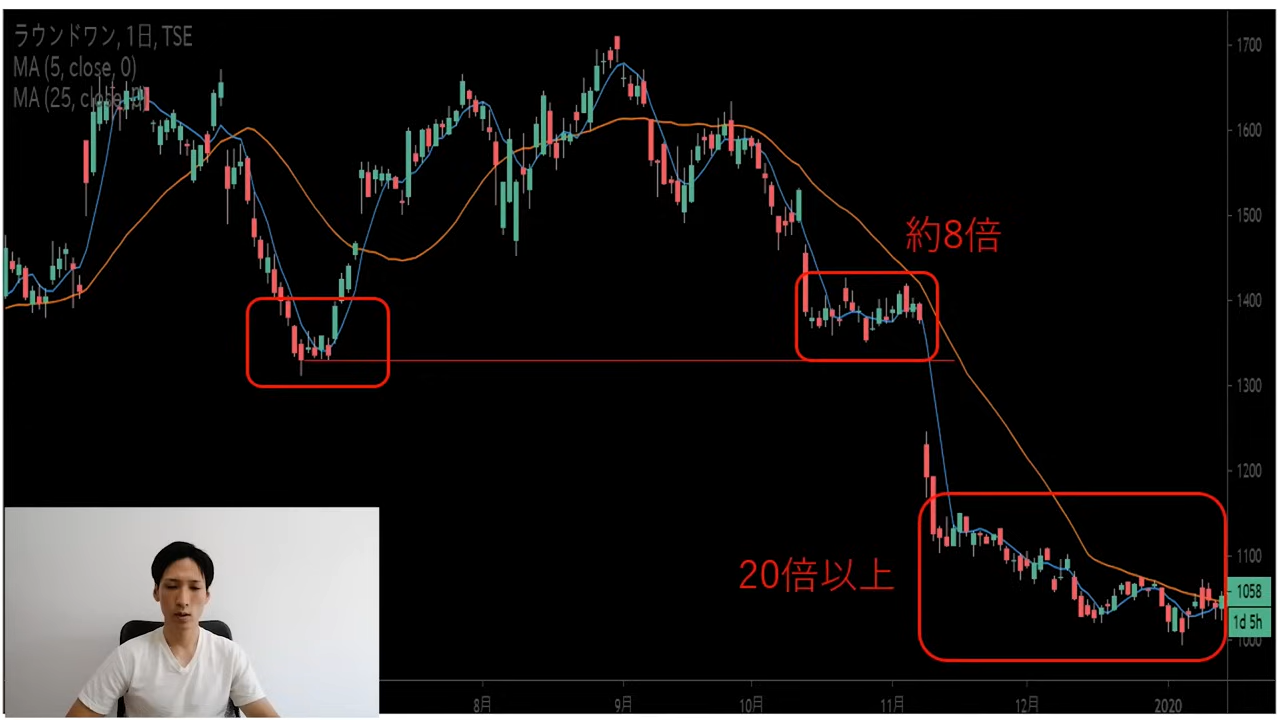 ラウンドワン, 1日, TSE
MA (5, close, 0)
MA (25, close, 0)
1700
1600
約8倍
1500
1400
1300
1200
20倍以上
1100
1058
1d 5h
1000
8月
9月
10月
11月
12月
2020